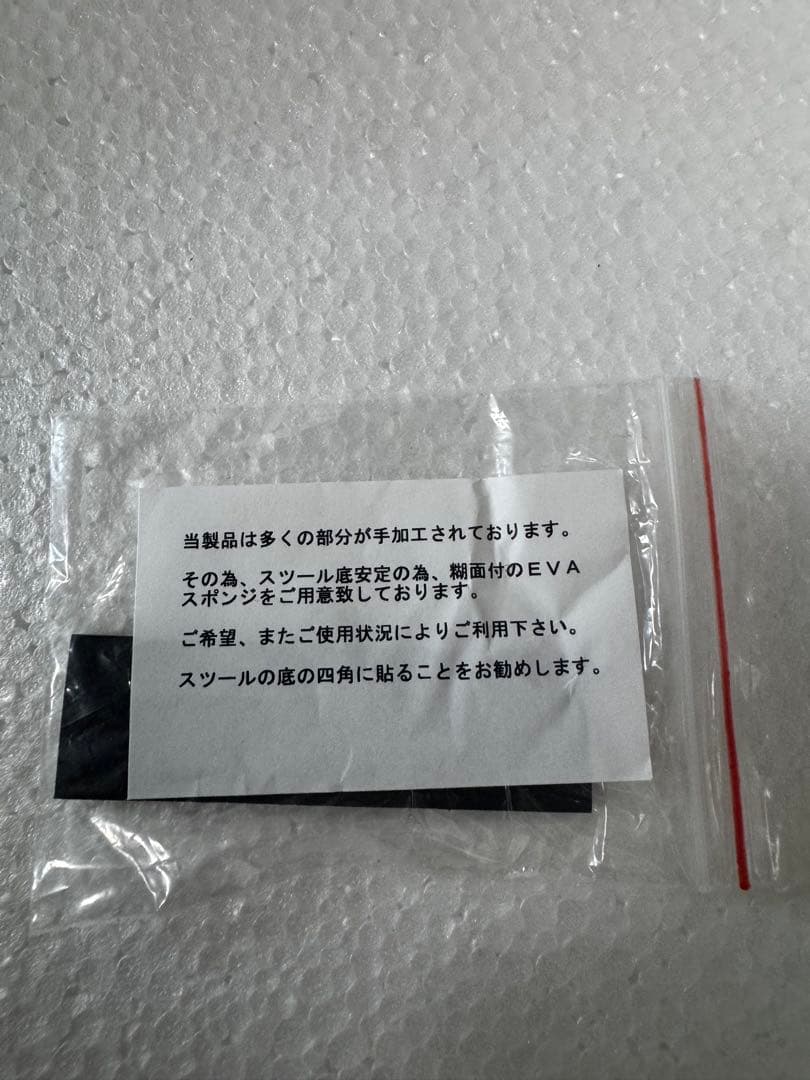 当製品は多くの部分が手加工されております。
その為、スツール底安定の為、糊面付のＥＶＡ
スポンジをご用意致しております。
ご希望、またご使用状況によりご利用下さい。
スツールの底の四角に貼ることをお勧めします。